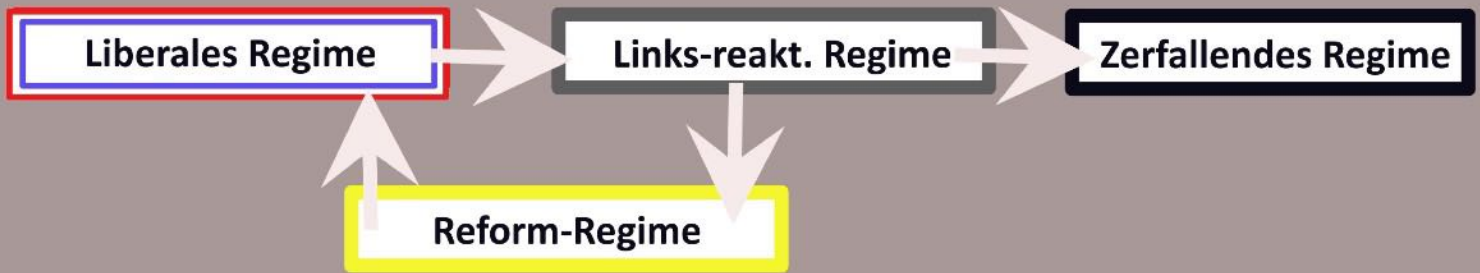 Liberales Regime
Links-reakt. Regime
Zerfallendes Regime
Reform-Regime